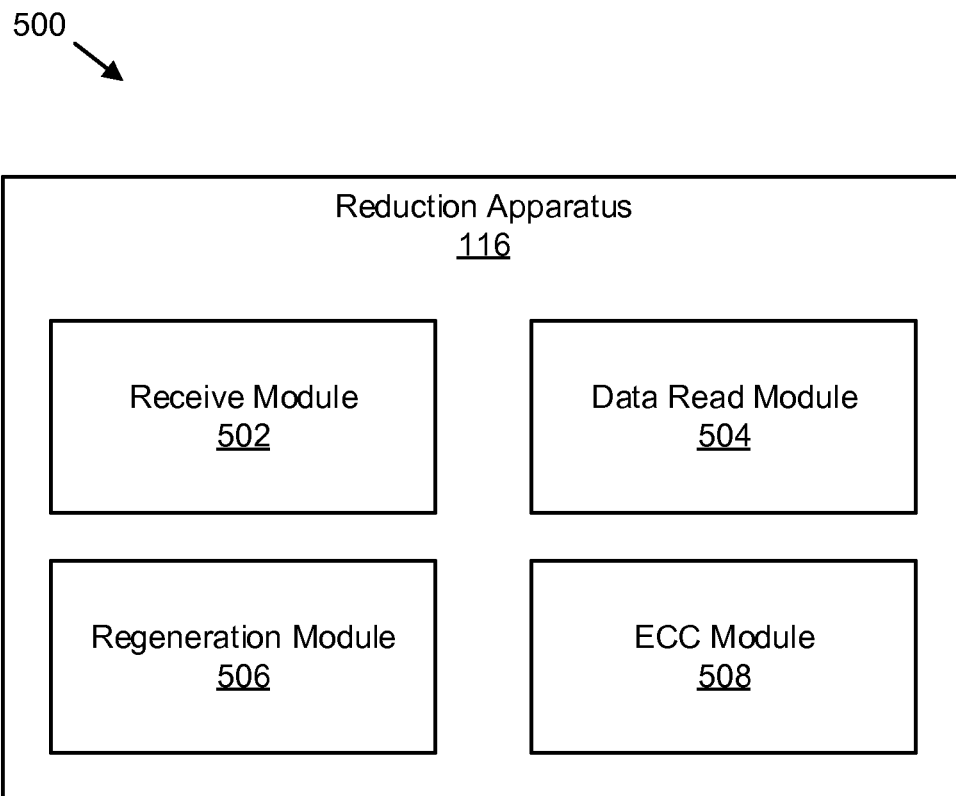 500
Reduction Apparatus
116
Receive Module
502
Data Read Module
504
Regeneration Module
506
ECC Module
508